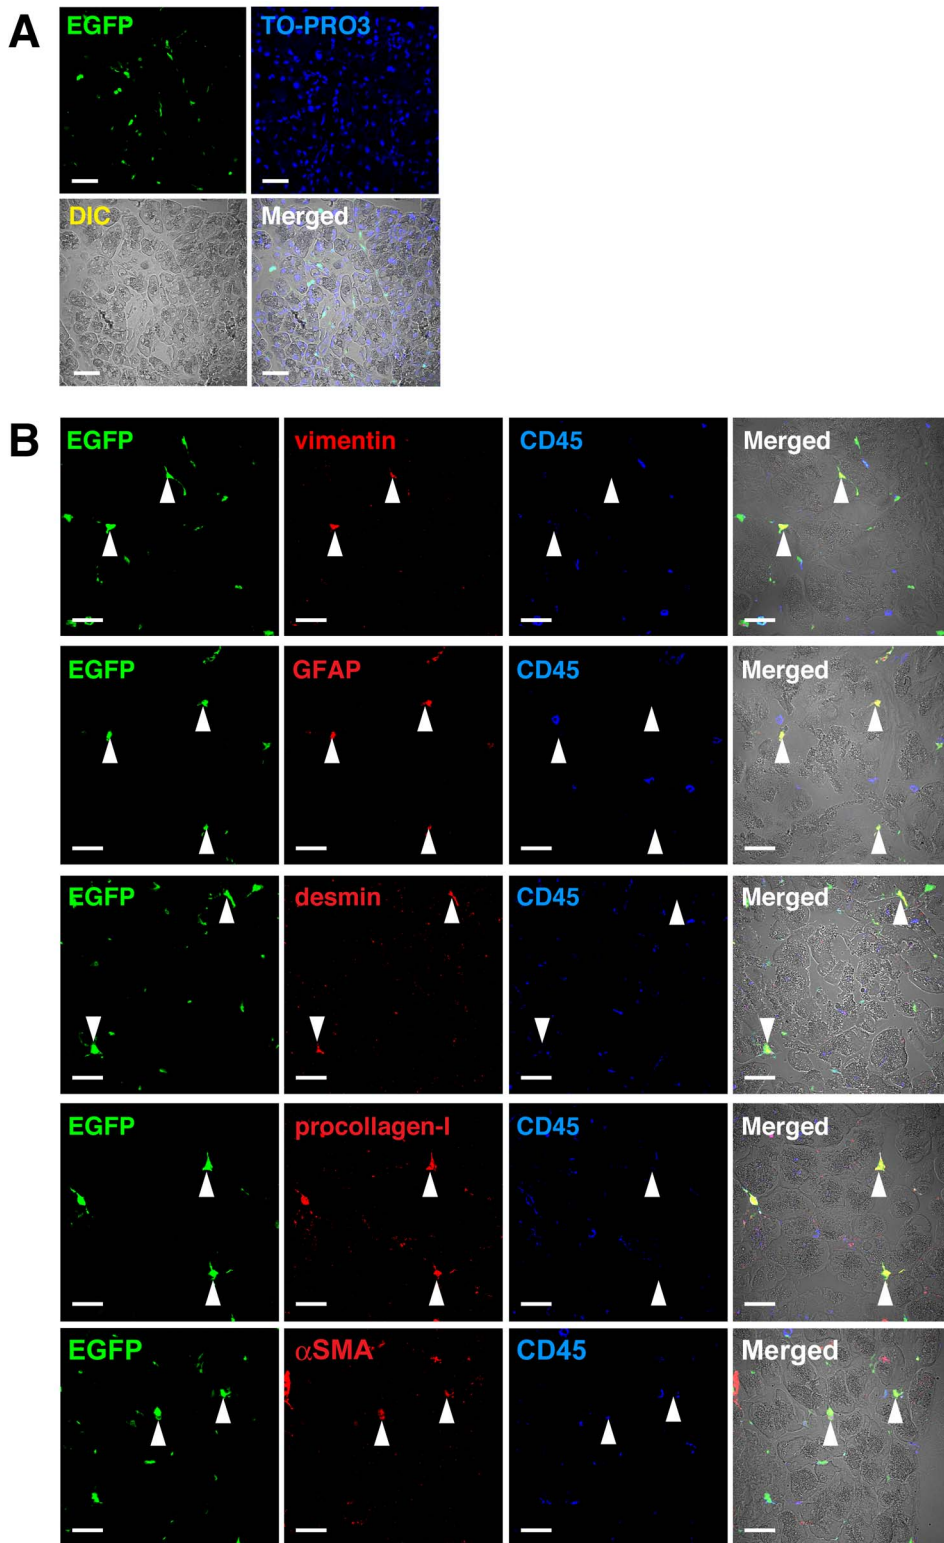 A
EGFP TO-PRO3
DIC Merged
B
EGFP vimentin CD45 Merged
EGFP GFAP CD45 Merged
EGFP desmin CD45 Merged
EGFP procollagen-I CD45 Merged
EGFP αSMA CD45 Merged